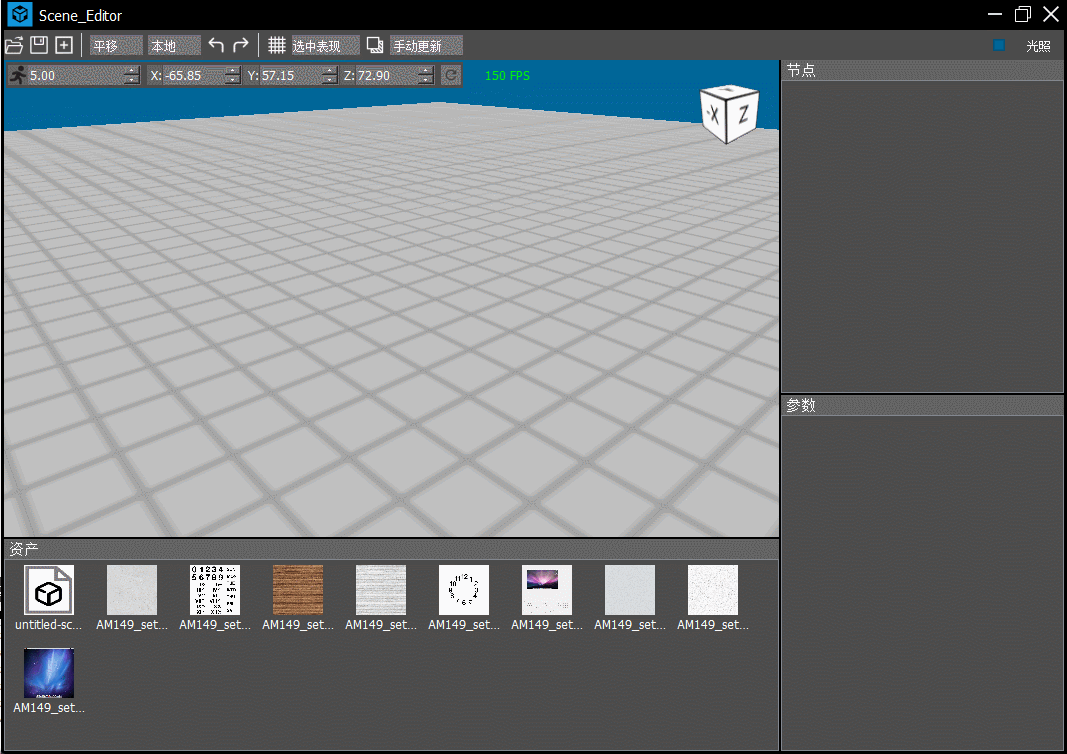 Scene_Editor
平移 本地 选中表现 手动更新 光照
5.00 X: -65.85 Y: 57.15 Z: 72.90 150 FPS
节点
-X Z
参数
资产
untitled-sc... AM149_set... AM149_set... AM149_set... AM149_set... AM149_set... AM149_set... AM149_set... AM149_set...
AM149_set...